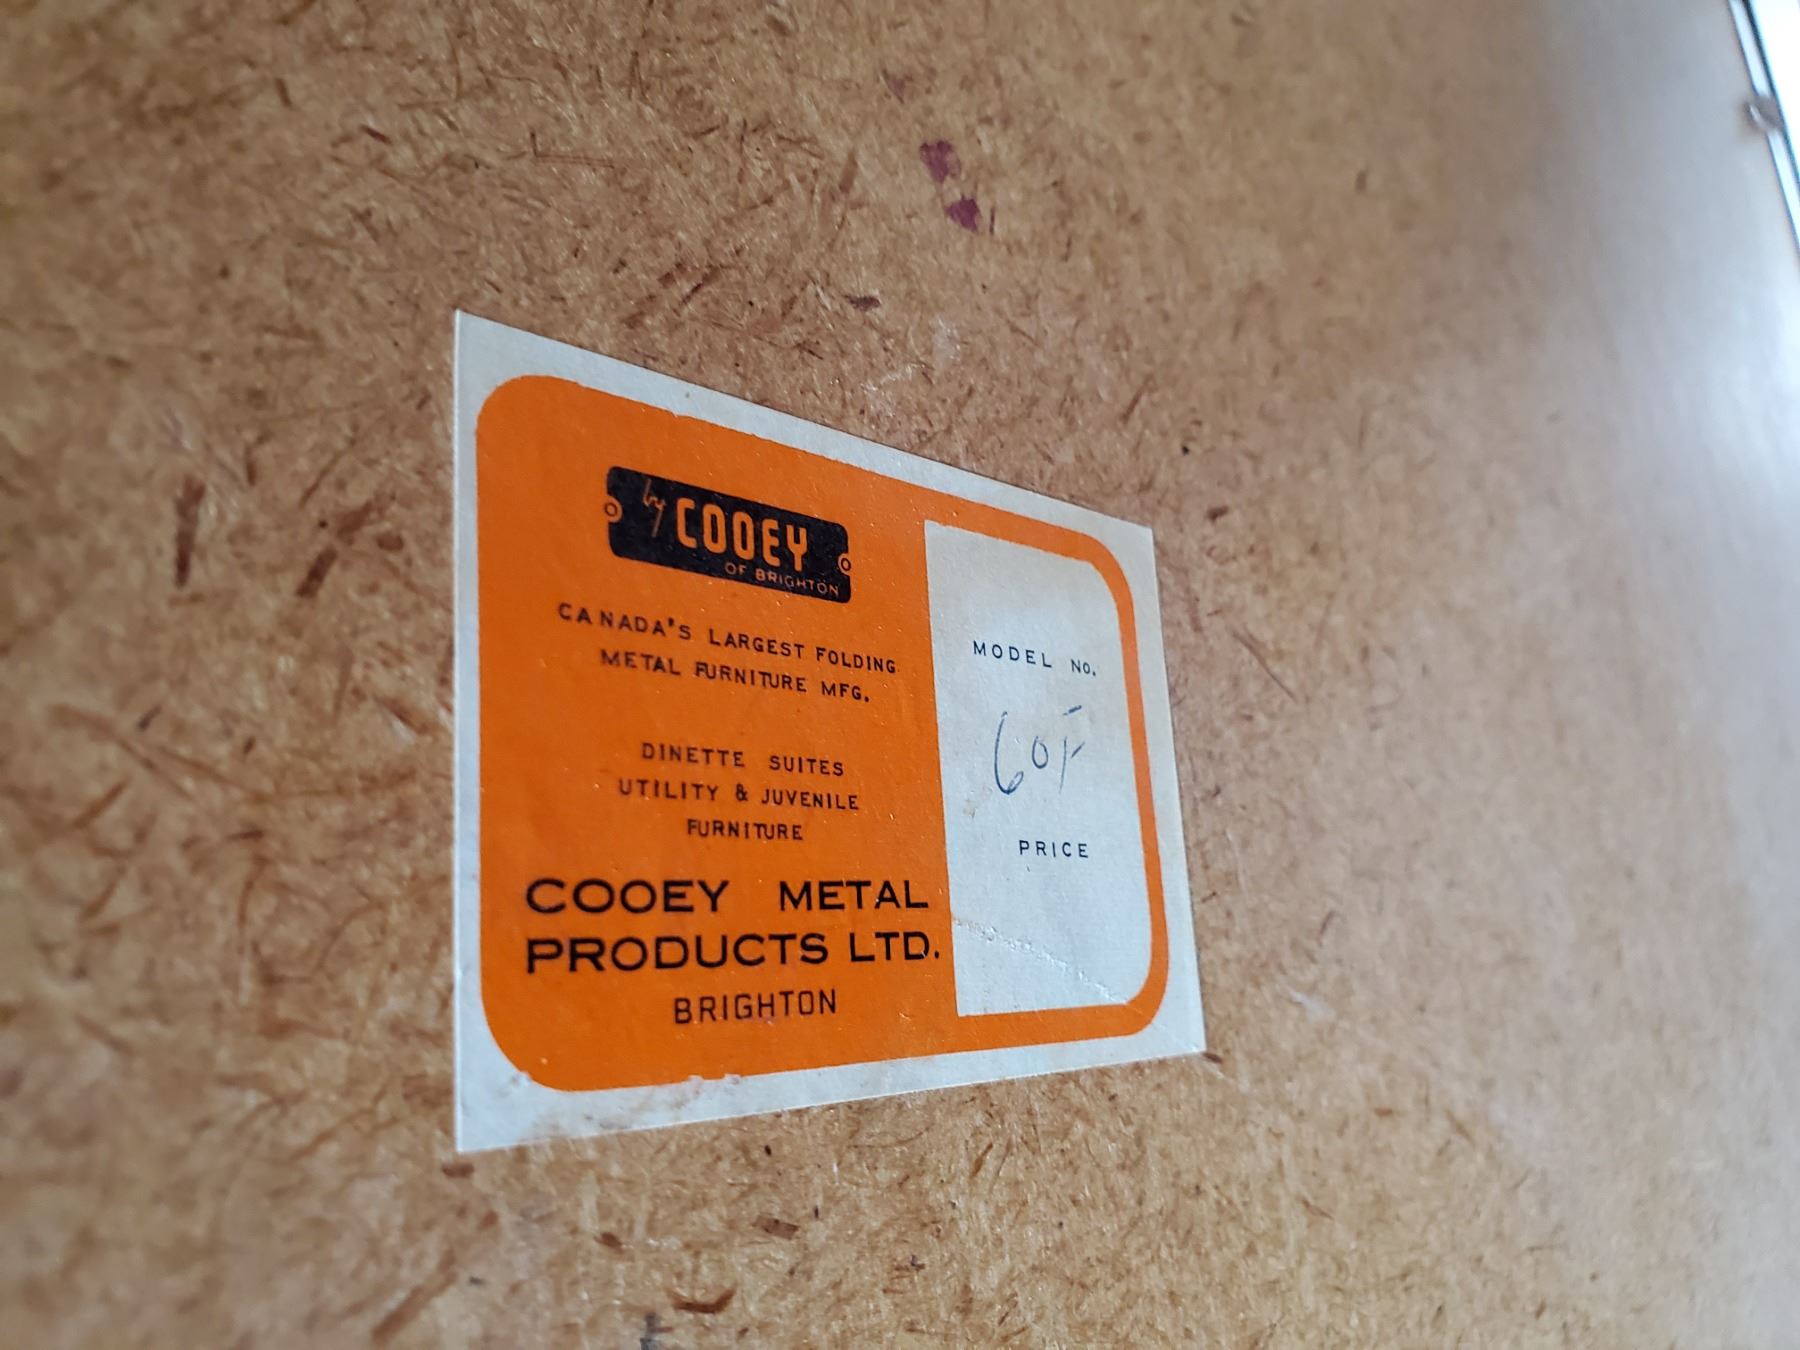 by COOEY
OF BRIGHTON
CANADA'S LARGEST FOLDING
METAL FURNITURE MFG.
DINETTE SUITES
UTILITY & JUVENILE
FURNITURE
COOEY METAL
PRODUCTS LTD.
BRIGHTON
MODEL NO.
60F
PRICE